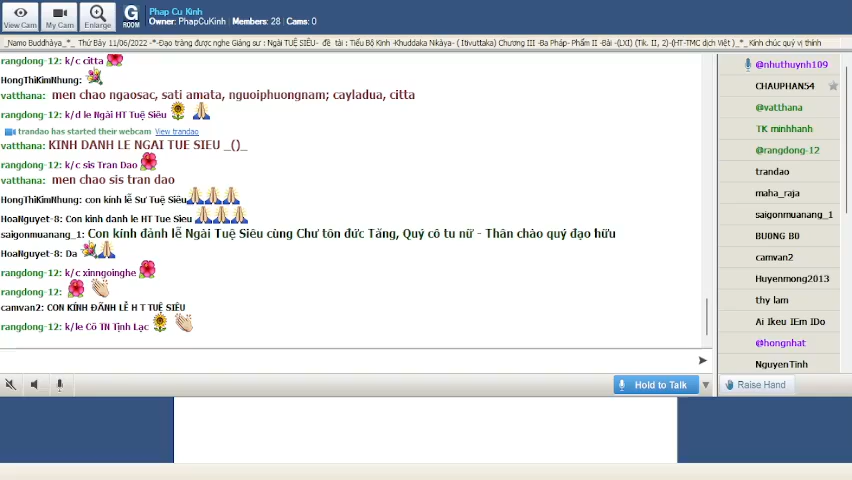 Phap Cu Kinh
Owner: PhapCuKinh | Members: 28 | Cams: 0
View Cam
My Cam
Enlarge
G
ROOM
_Namo Buddhàya_*_ Thứ Bảy 11/06/2022 -*-Đạo tràng được nghe Giảng sư : Ngài TUỆ SIÊU- đề tài : Tiểu Bộ Kinh -Khuddaka Nikàya- ( Itivuttaka) Chương III -Ba Pháp- Phẩm II -Bài -(LXI) (Tik. II, 2)-(HT-TMC dịch Việt )_*_ Kính chúc quý vị thính
rangdong-12: k/c citta
HongThiKimNhung:
vatthana: men chao ngaosac, sati amata, nguoiphuongnam; cayladua, citta
rangdong-12: k/d le Ngài HT Tuệ Siêu
trandao has started their webcam View trandao
vatthana: KINH DANH LE NGAI TUE SIEU _()_
rangdong-12: k/c sis Tran Dao
vatthana: men chao sis tran dao
HongThiKimNhung: con kính lễ Sư Tuệ Siêu
HoaNguyet-8: Con kinh danh le HT Tue Sieu
saigonmuanang_1: Con kính đảnh lễ Ngài Tuệ Siêu cùng Chư tôn đức Tăng, Quý cô tu nữ - Thân chào quý đạo hữu
HoaNguyet-8: Da
rangdong-12: k/c xinngoinghe
rangdong-12:
camvan2: CON KÍNH ĐÃNH LỄ H T TUỆ SIÊU
rangdong-12: k/le Cô TN Tịnh Lạc
@nhuthuynh109
CHAUPHAN54
@vatthana
TK minhhanh
@rangdong-12
trandao
maha_raja
saigonmuanang_1
BU0NG B0
camvan2
Huyenmong2013
thy lam
Ai Ikeu IEm IDo
@hongnhat
NguyenTinh
Hold to Talk
Raise Hand